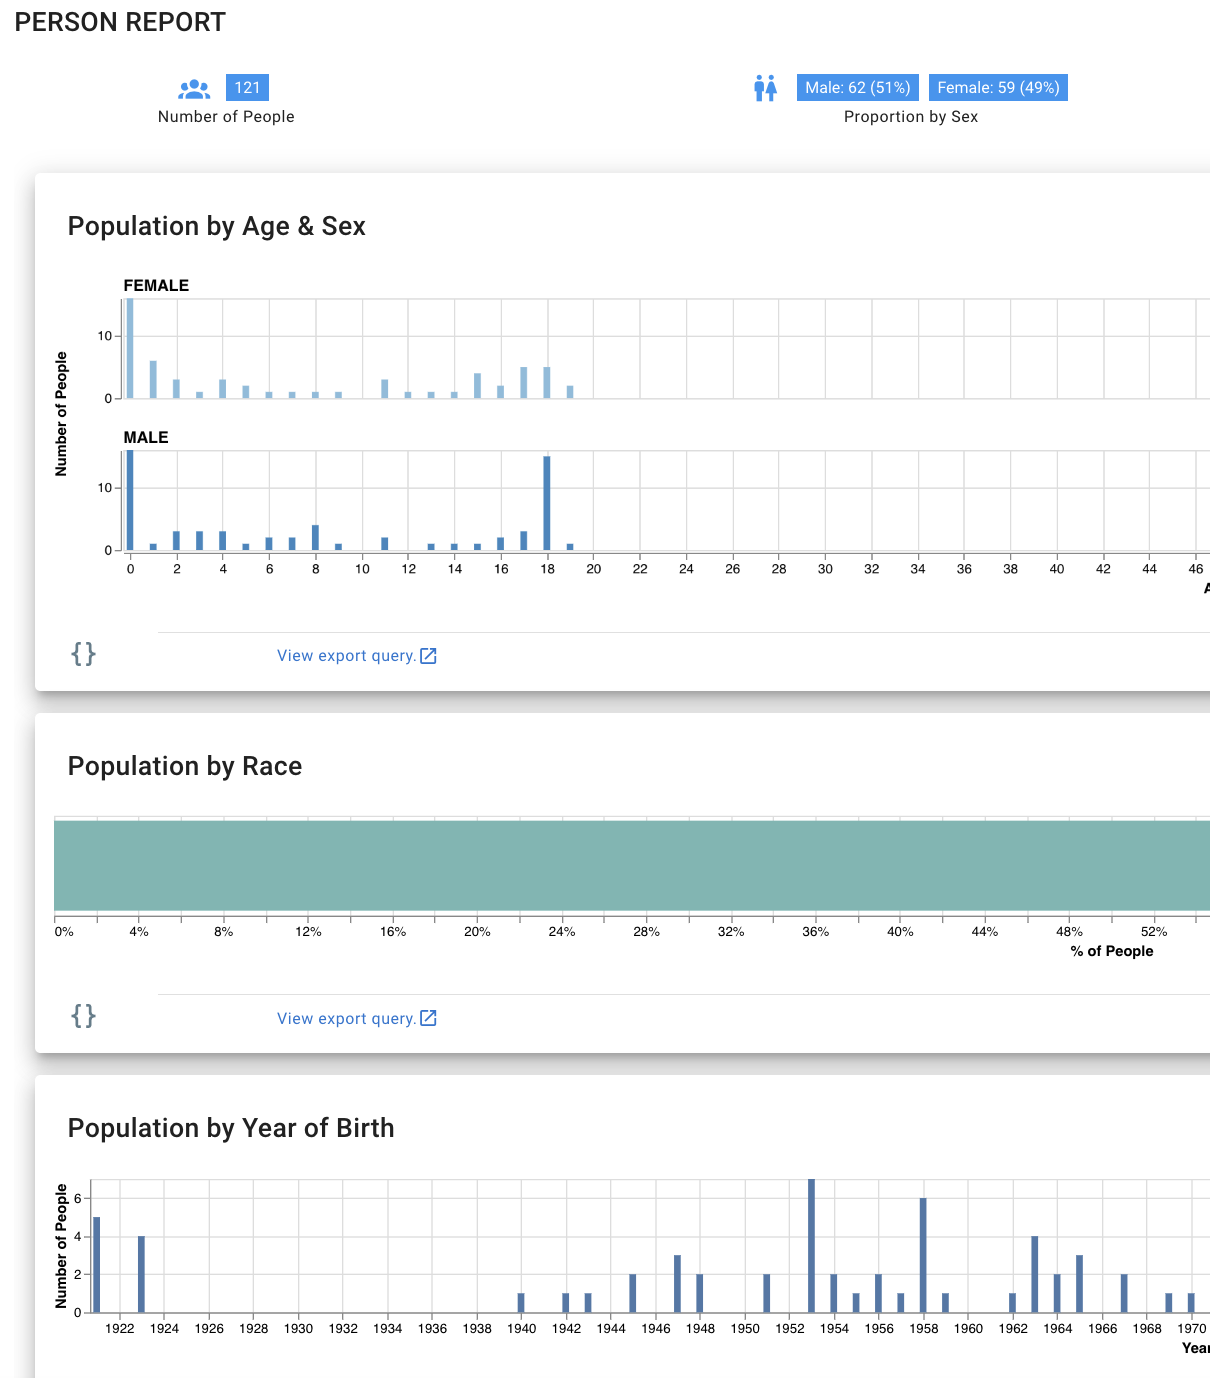 PERSON REPORT
121
Number of People
Male: 62 (51%) Female: 59 (49%)
Proportion by Sex
Population by Age & Sex
FEMALE
10
0
Number of People
MALE
10
0
0 2 4 6 8 10 12 14 16 18 20 22 24 26 28 30 32 34 36 38 40 42 44 46
{} View export query.
Population by Race
0% 4% 8% 12% 16% 20% 24% 28% 32% 36% 40% 44% 48% 52%
% of People
{} View export query.
Population by Year of Birth
Number of People
6
4
2
0
1922 1924 1926 1928 1930 1932 1934 1936 1938 1940 1942 1944 1946 1948 1950 1952 1954 1956 1958 1960 1962 1964 1966 1968 1970
Year